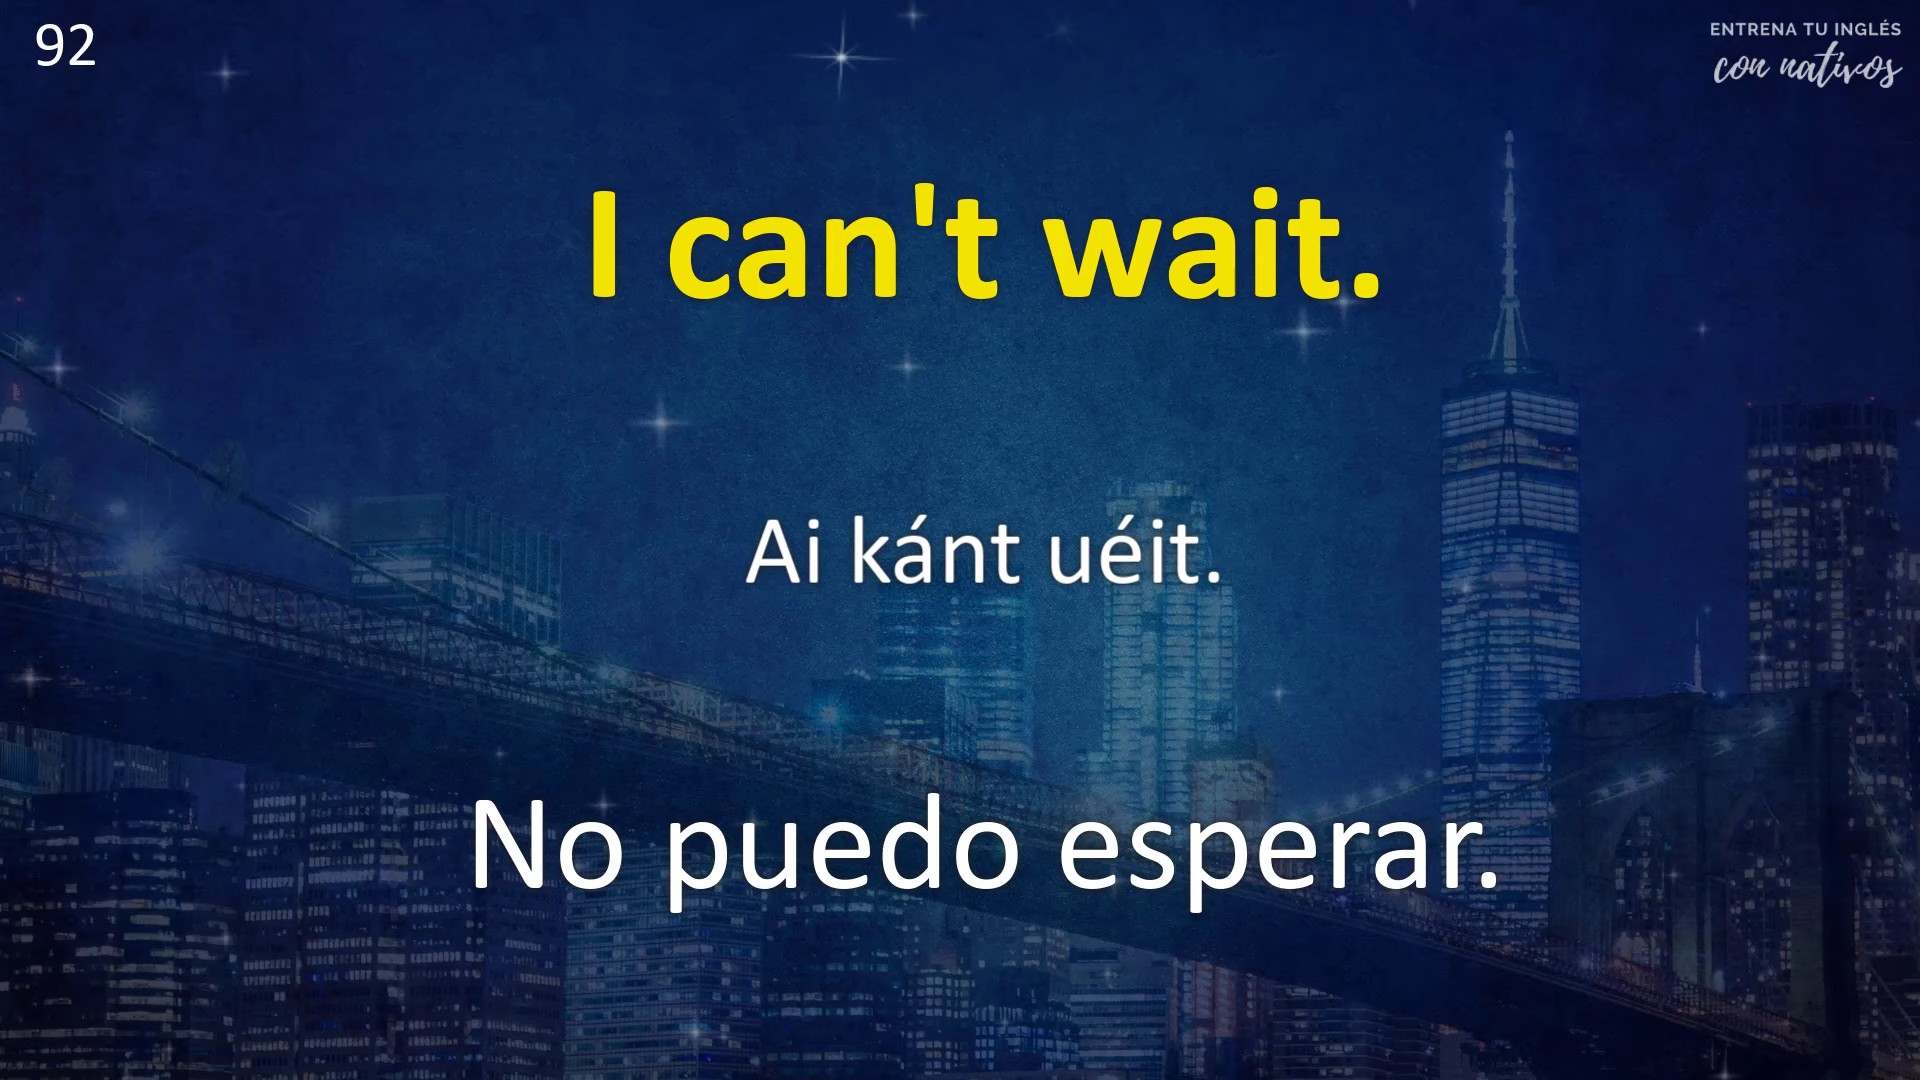 92
ENTRENA TU INGLÉS
con nativos
I can't wait.
Ai kánt uéit.
No puedo esperar.